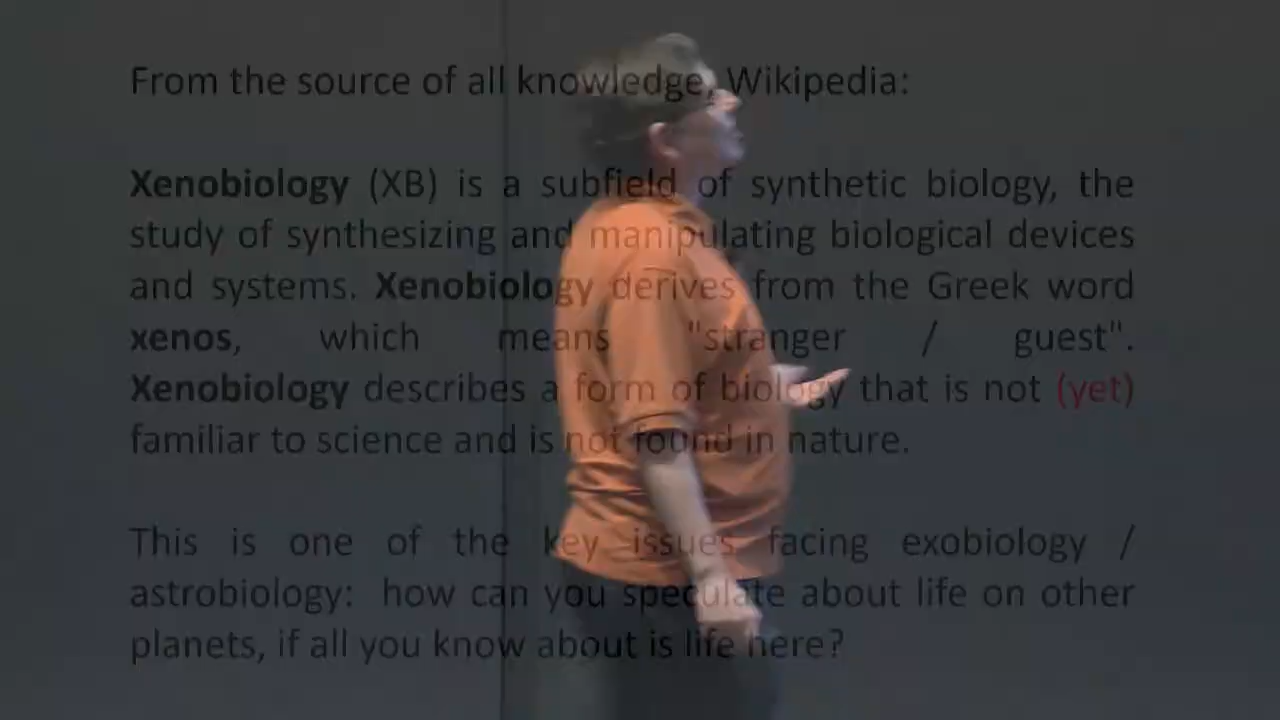 From the source of all knowledge, Wikipedia:
Xenobiology (XB) is a subfield of synthetic biology, the
study of synthesizing and manipulating biological devices
and systems. Xenobiology derives from the Greek word
xenos, which means "stranger / guest".
Xenobiology describes a form of biology that is not (yet)
familiar to science and is not found in nature.
This is one of the key issues facing exobiology /
astrobiology: how can you speculate about life on other
planets, if all you know about is life here?